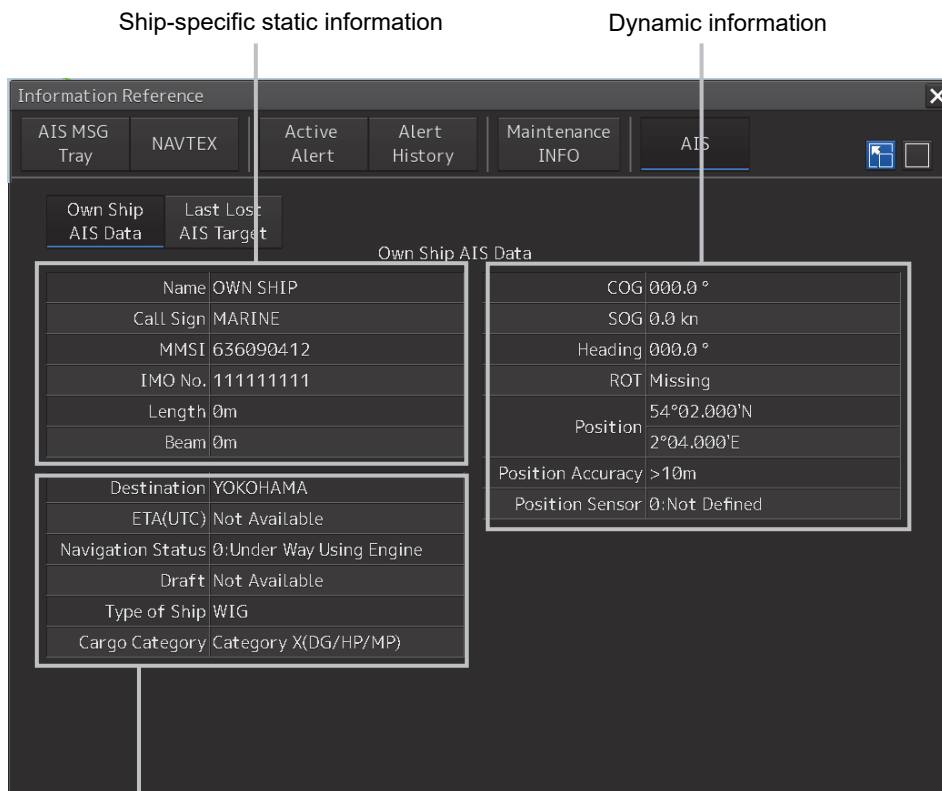 Ship-specific static information
Dynamic information
Information Reference
AIS MSG Tray
NAVTEX
Active Alert
Alert History
Maintenance INFO
AIS
Own Ship AIS Data
Last Lost AIS Target
Own Ship AIS Data
Name OWN SHIP
Call Sign MARINE
MMSI 636090412
IMO No. 111111111
Length 0m
Beam 0m
Destination YOKOHAMA
ETA(UTC) Not Available
Navigation Status 0:Under Way Using Engine
Draft Not Available
Type of Ship WIG
Cargo Category Category X(DG/HP/MP)
COG 000.0 °
SOG 0.0 kn
Heading 000.0 °
ROT Missing
Position 54°02.000'N
2°04.000'E
Position Accuracy >10m
Position Sensor 0:Not Defined